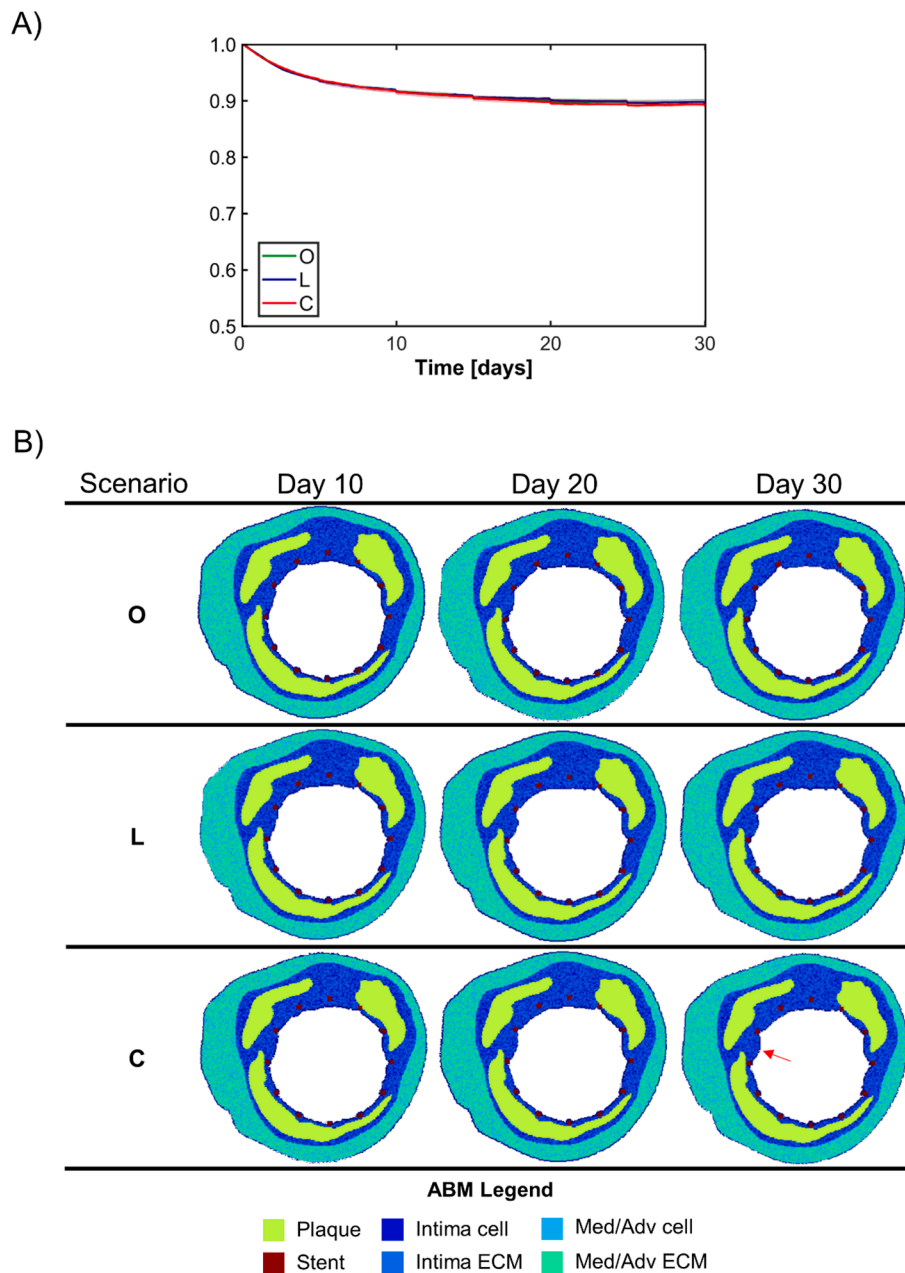 A)
1.0
0.9
0.8
0.7
0.6
0.5
O
L
C
0 10 20 30
Time [days]
B)
Scenario Day 10 Day 20 Day 30
O
L
C
ABM Legend
Plaque Intima cell Med/Adv cell
Stent Intima ECM Med/Adv ECM